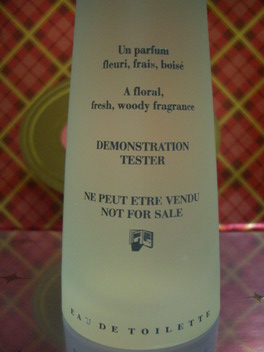 Un parfum
fleuri, frais, boisé
A floral,
fresh, woody fragrance
DEMONSTRATION
TESTER
NE PEUT ETRE VENDU
NOT FOR SALE
EAU DE TOILETTE